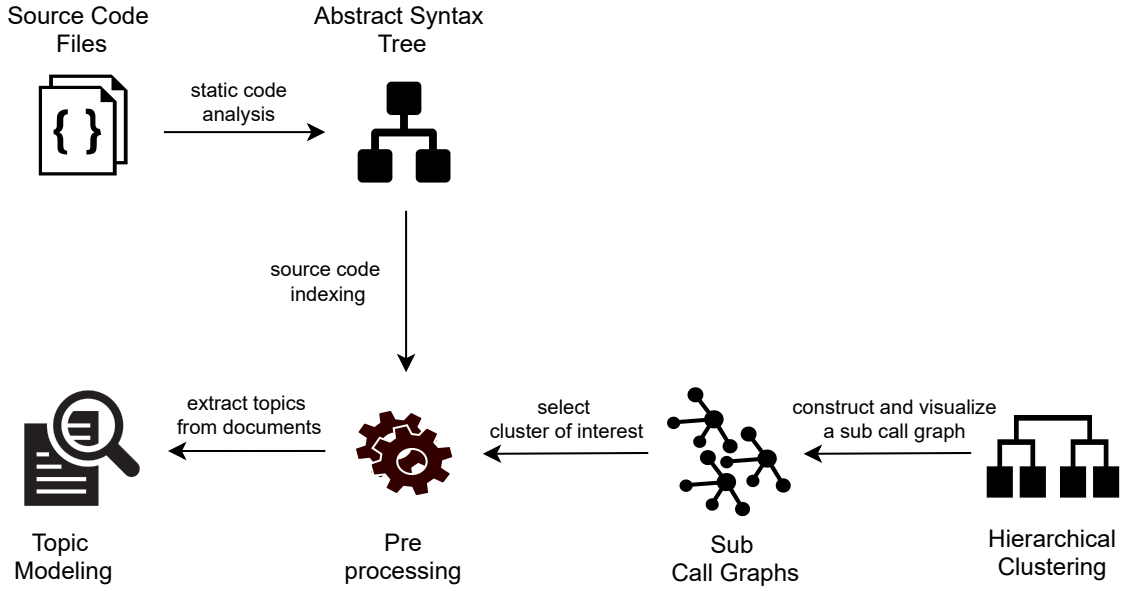 Source Code
Files
Abstract Syntax
Tree
static code
analysis
{ }
source code
indexing
extract topics
from documents
select
cluster of interest
construct and visualize
a sub call graph
Topic
Modeling
Pre
processing
Sub
Call Graphs
Hierarchical
Clustering